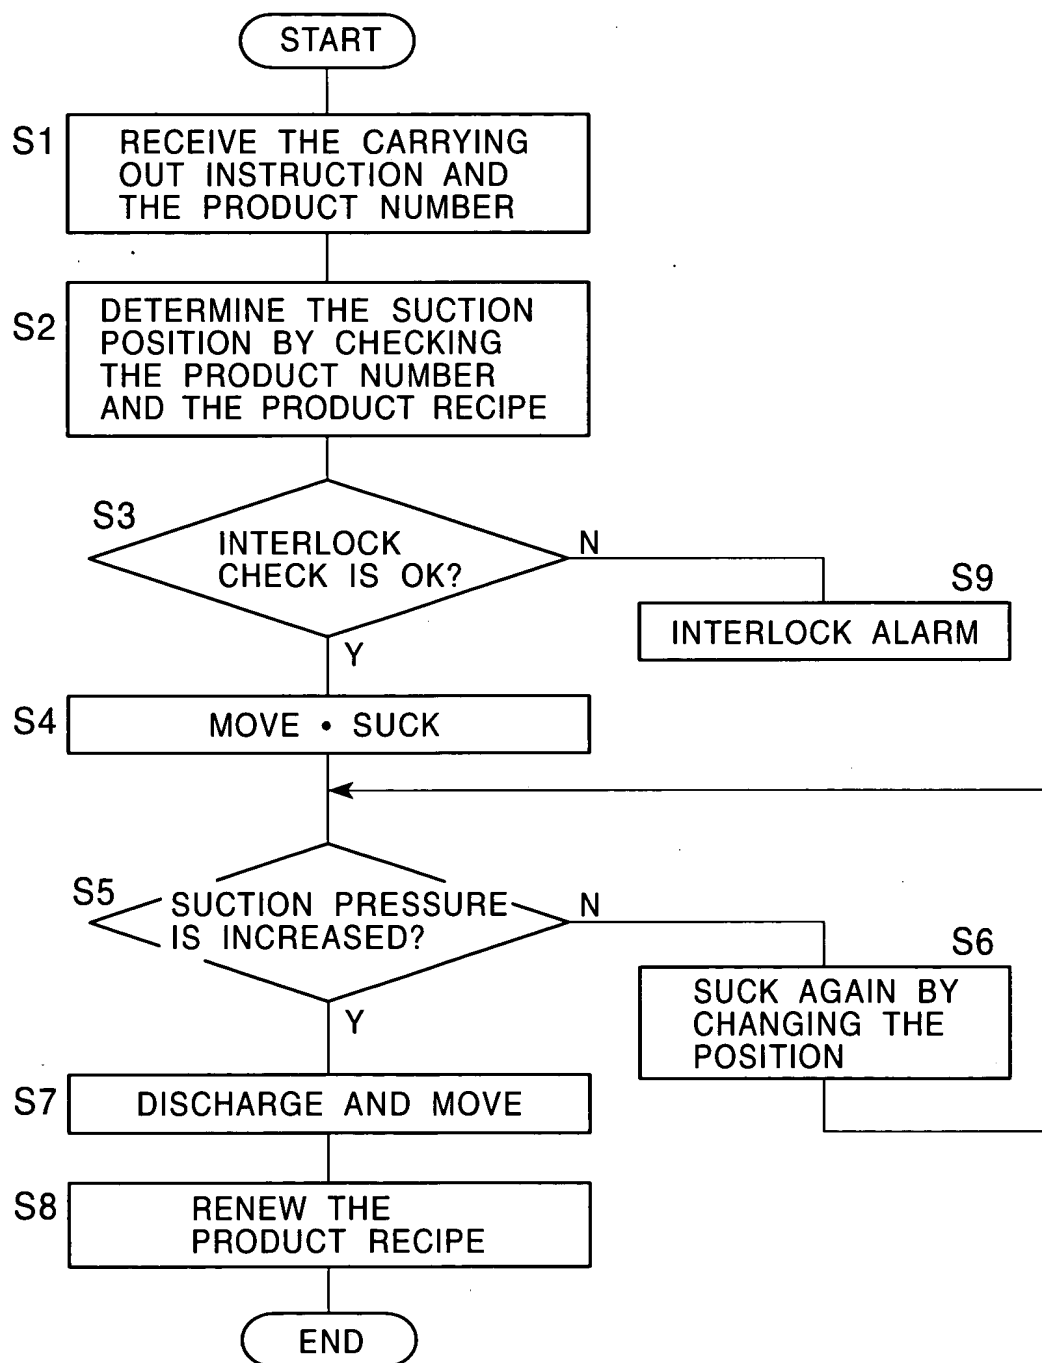 START
S1
RECEIVE THE CARRYING
OUT INSTRUCTION AND
THE PRODUCT NUMBER
S2
DETERMINE THE SUCTION
POSITION BY CHECKING
THE PRODUCT NUMBER
AND THE PRODUCT RECIPE
S3
INTERLOCK
CHECK IS OK?
N
Y
S9
INTERLOCK ALARM
S4
MOVE • SUCK
S5
SUCTION PRESSURE
IS INCREASED?
N
Y
S6
SUCK AGAIN BY
CHANGING THE
POSITION
S7
DISCHARGE AND MOVE
S8
RENEW THE
PRODUCT RECIPE
END